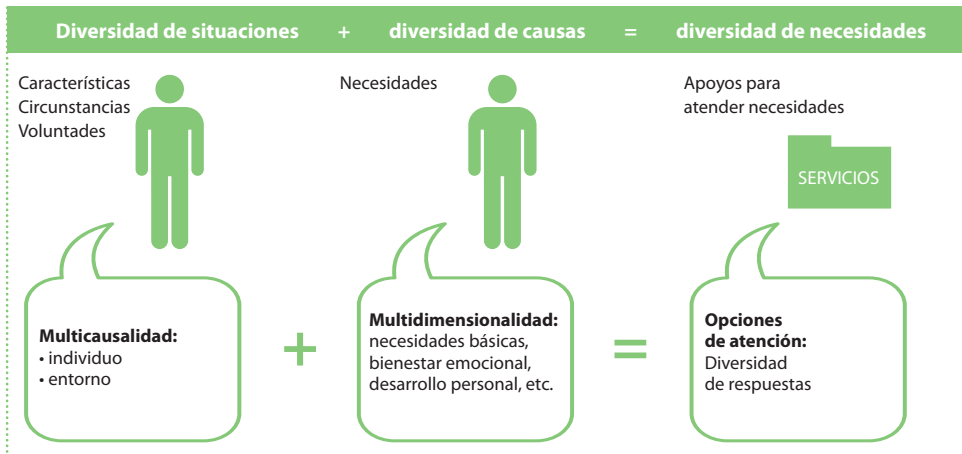 Diversidad de situaciones + diversidad de causas = diversidad de necesidades
Características
Circunstancias
Voluntades
Necesidades
Apoyos para
atender necesidades
SERVICIOS
Multicausalidad:
• individuo
• entorno
+
Multidimensionalidad:
necesidades básicas,
bienestar emocional,
desarrollo personal, etc.
=
Opciones
de atención:
Diversidad
de respuestas